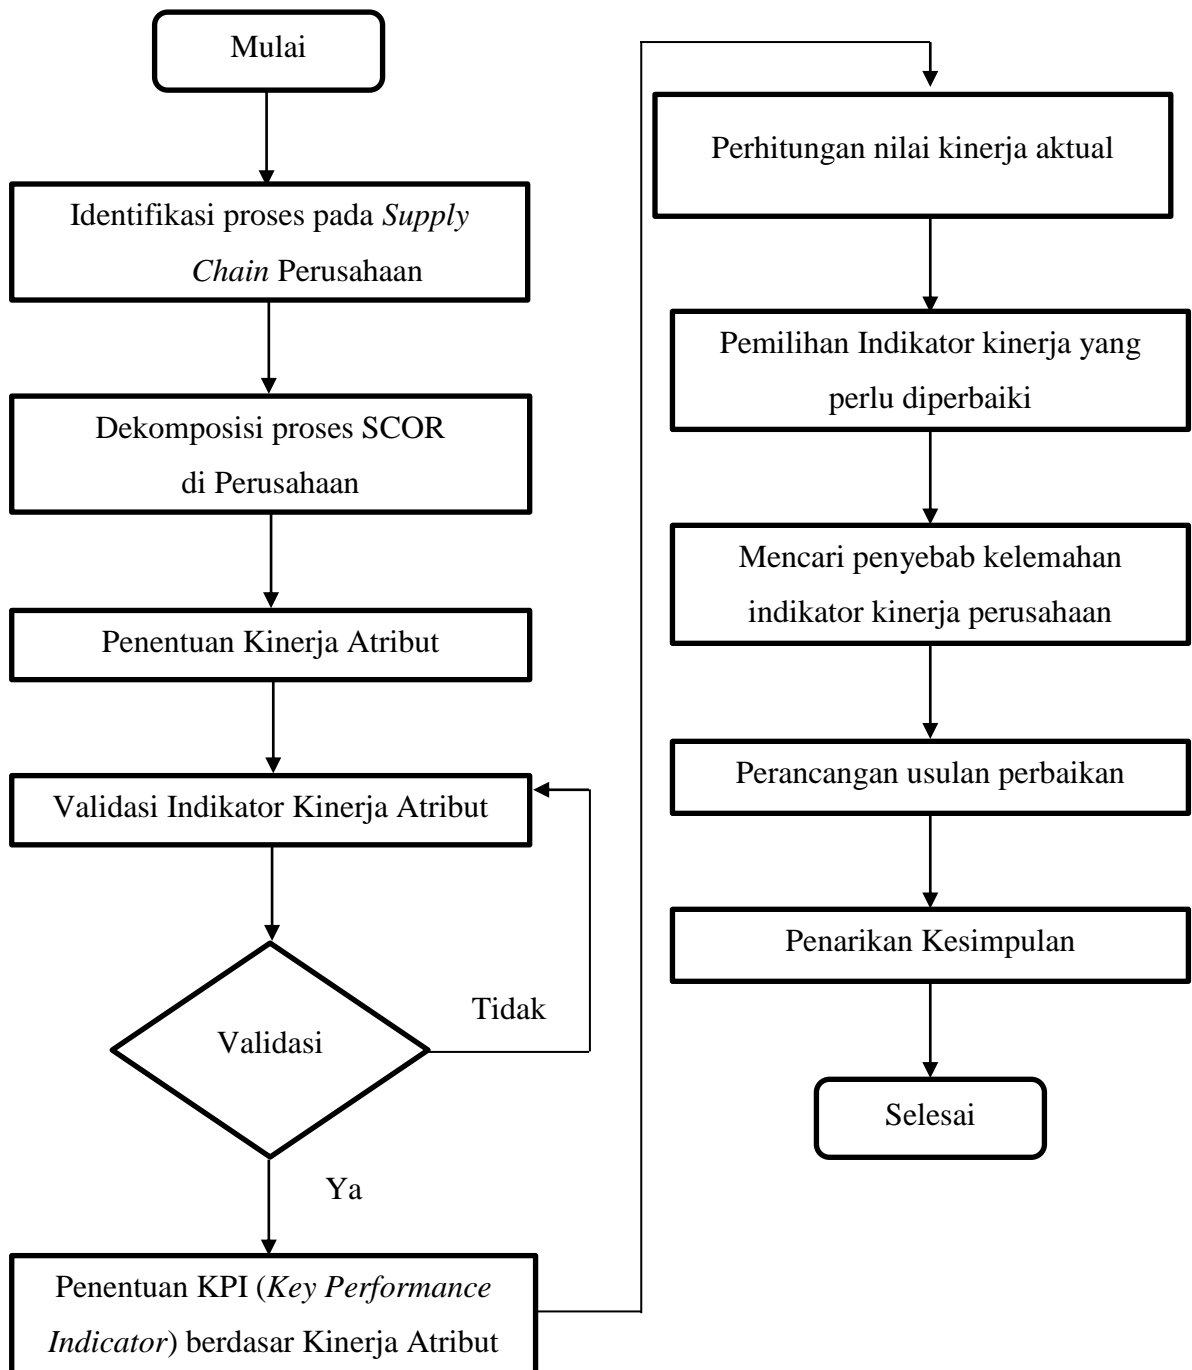 Mulai
Identifikasi proses pada Supply
Chain Perusahaan
Dekomposisi proses SCOR
di Perusahaan
Penentuan Kinerja Atribut
Validasi Indikator Kinerja Atribut
Validasi
Tidak
Ya
Penentuan KPI (Key Performance
Indicator) berdasar Kinerja Atribut
Perhitungan nilai kinerja aktual
Pemilihan Indikator kinerja yang
perlu diperbaiki
Mencari penyebab kelemahan
indikator kinerja perusahaan
Perancangan usulan perbaikan
Penarikan Kesimpulan
Selesai